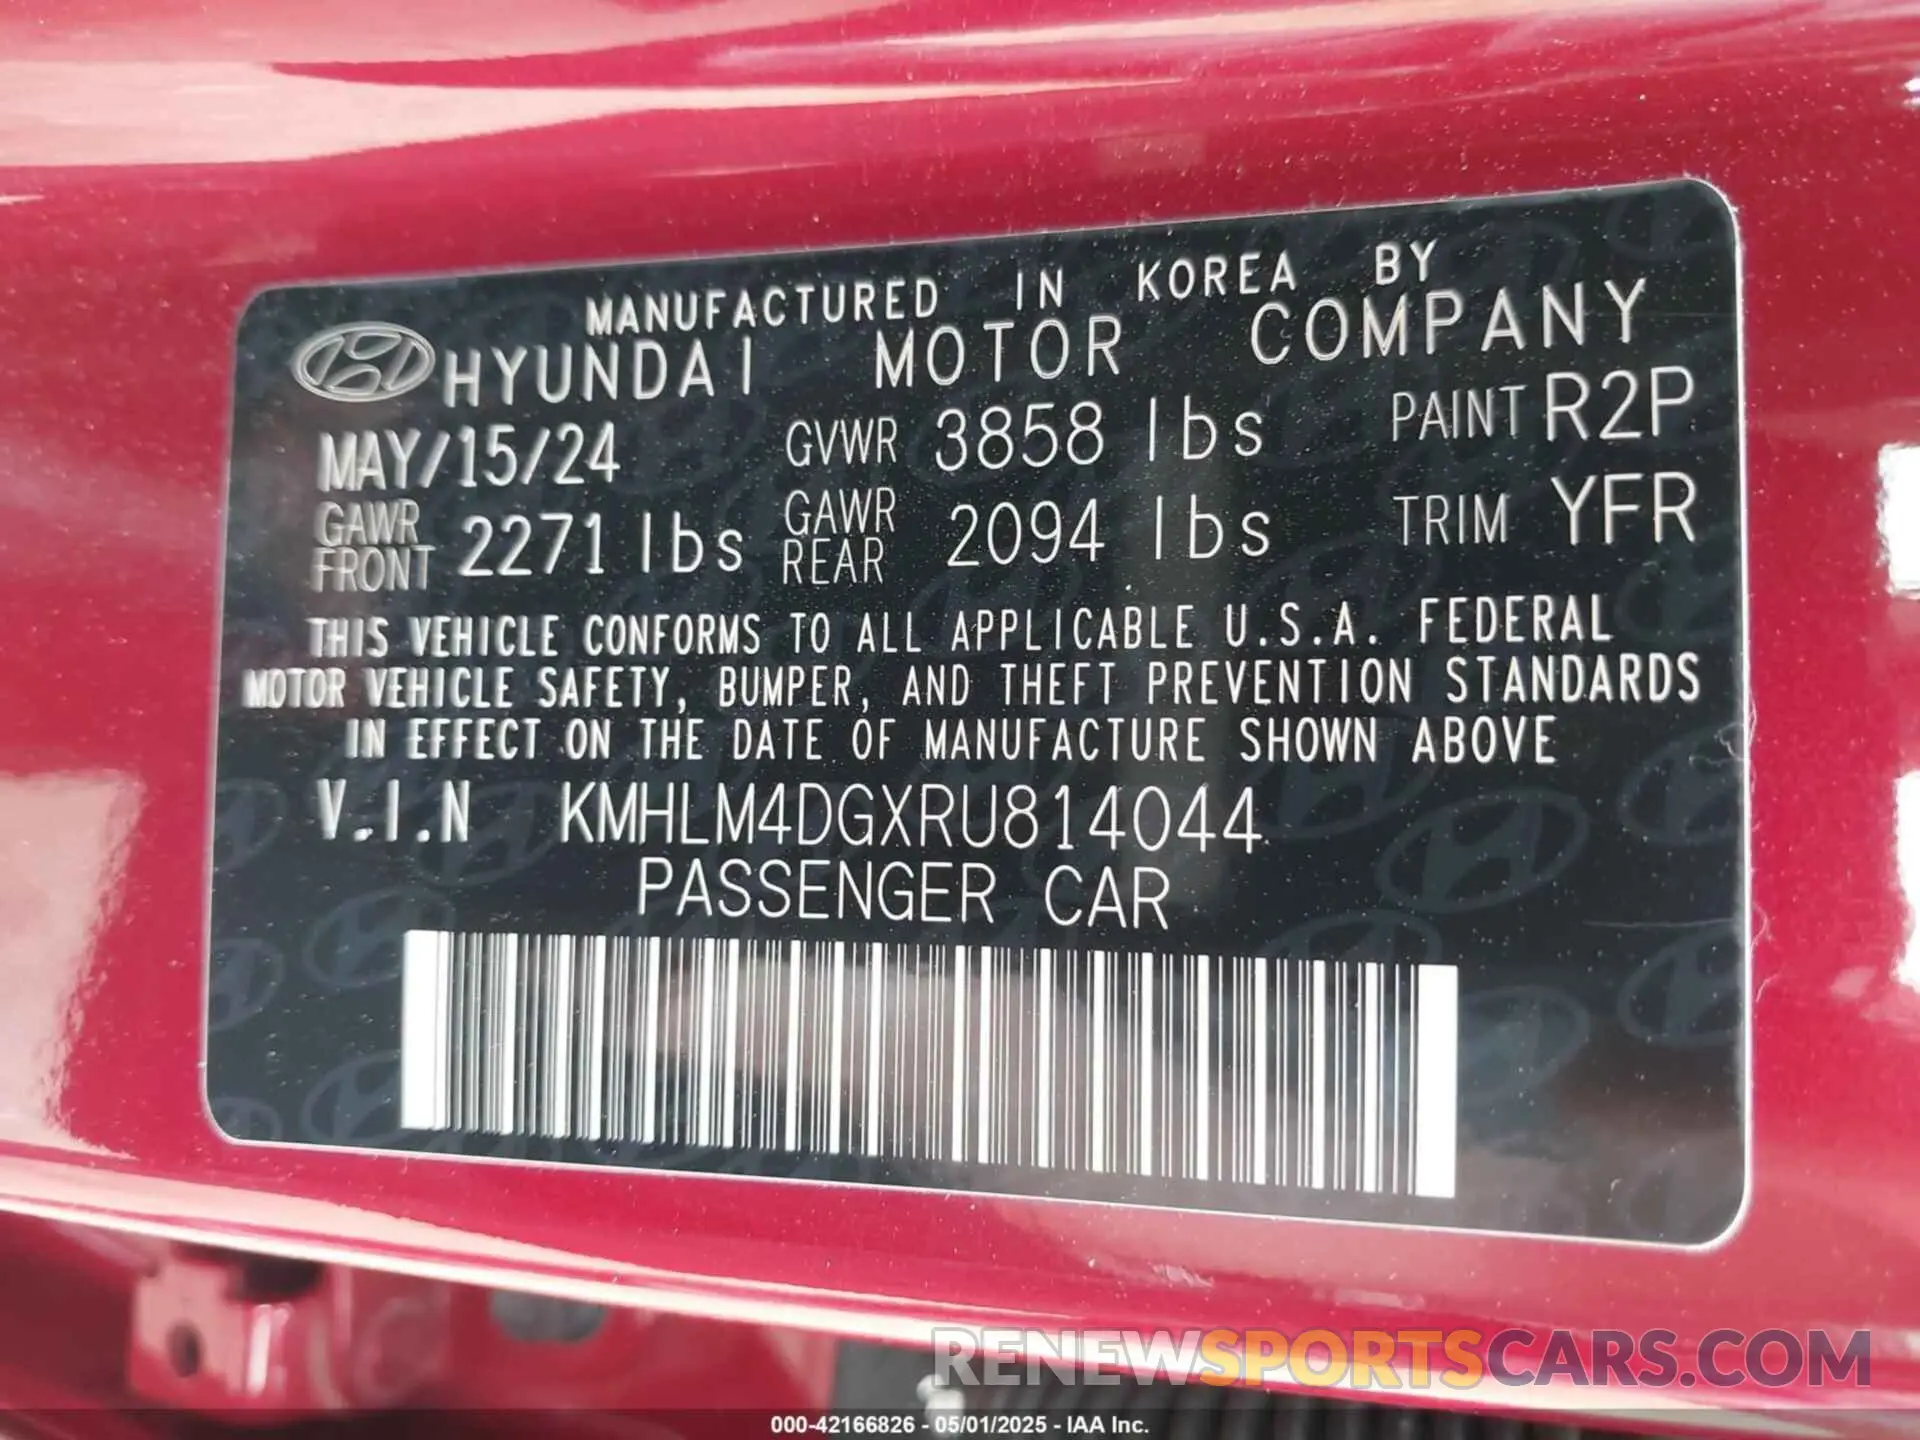 MANUFACTURED IN KOREA BY
HYUNDAI MOTOR COMPANY
MAY/15/24 GVWR 3858 lbs PAINT R2P
GAWR FRONT 2271 lbs GAWR REAR 2094 lbs TRIM YFR
THIS VEHICLE CONFORMS TO ALL APPLICABLE U.S.A. FEDERAL
MOTOR VEHICLE SAFETY, BUMPER, AND THEFT PREVENTION STANDARDS
IN EFFECT ON THE DATE OF MANUFACTURE SHOWN ABOVE
V.I.N KMHLM4DGXRU814044
PASSENGER CAR
RENEWSPORTSCARS.COM
000-42166826 - 05/01/2025 - IAA Inc.